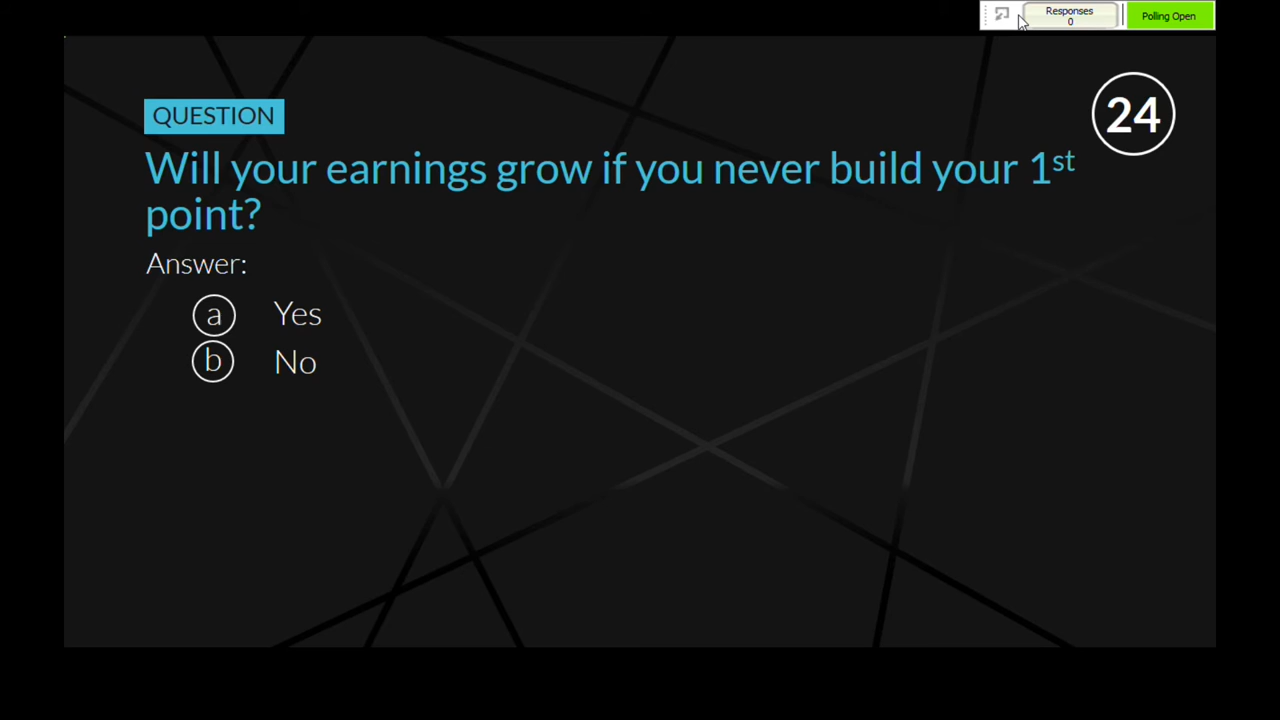 Responses
0
Polling Open
QUESTION
24
Will your earnings grow if you never build your 1st
point?
Answer:
a Yes
b No